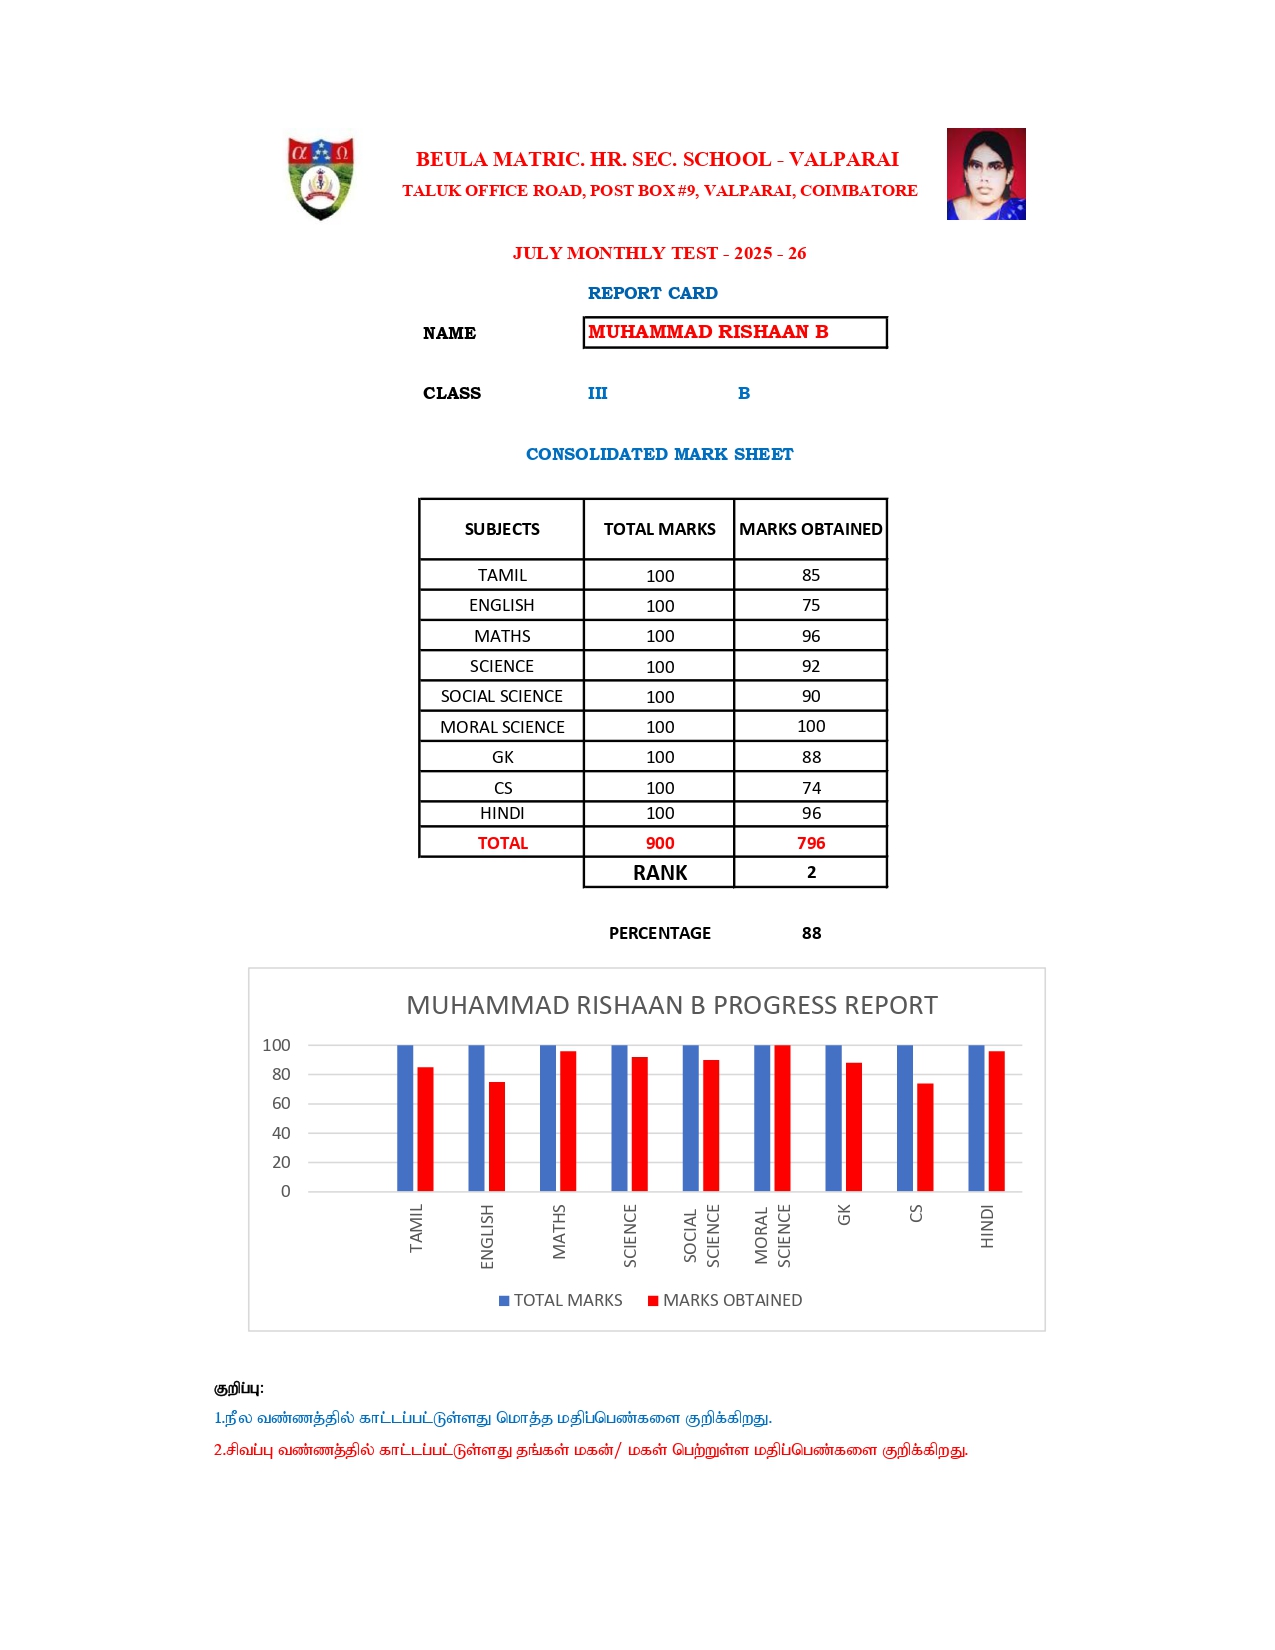 α Ω
BEULA MATRIC. HR. SEC. SCHOOL - VALPARAI
TALUK OFFICE ROAD, POST BOX #9, VALPARAI, COIMBATORE
JULY MONTHLY TEST - 2025 - 26
REPORT CARD
NAME MUHAMMAD RISHAAN B
CLASS III B
CONSOLIDATED MARK SHEET
SUBJECTS TOTAL MARKS MARKS OBTAINED
TAMIL 100 85
ENGLISH 100 75
MATHS 100 96
SCIENCE 100 92
SOCIAL SCIENCE 100 90
MORAL SCIENCE 100 100
GK 100 88
CS 100 74
HINDI 100 96
TOTAL 900 796
RANK 2
PERCENTAGE 88
MUHAMMAD RISHAAN B PROGRESS REPORT
100
80
60
40
20
0
TAMIL
ENGLISH
MATHS
SCIENCE
SOCIAL
SCIENCE
MORAL
SCIENCE
GK
CS
HINDI
TOTAL MARKS MARKS OBTAINED
குறிப்பு:
1.நீல வண்ணத்தில் காட்டப்பட்டுள்ளது மொத்த மதிப்பெண்களை குறிக்கிறது.
2.சிவப்பு வண்ணத்தில் காட்டப்பட்டுள்ளது தங்கள் மகன்/ மகள் பெற்றுள்ள மதிப்பெண்களை குறிக்கிறது.